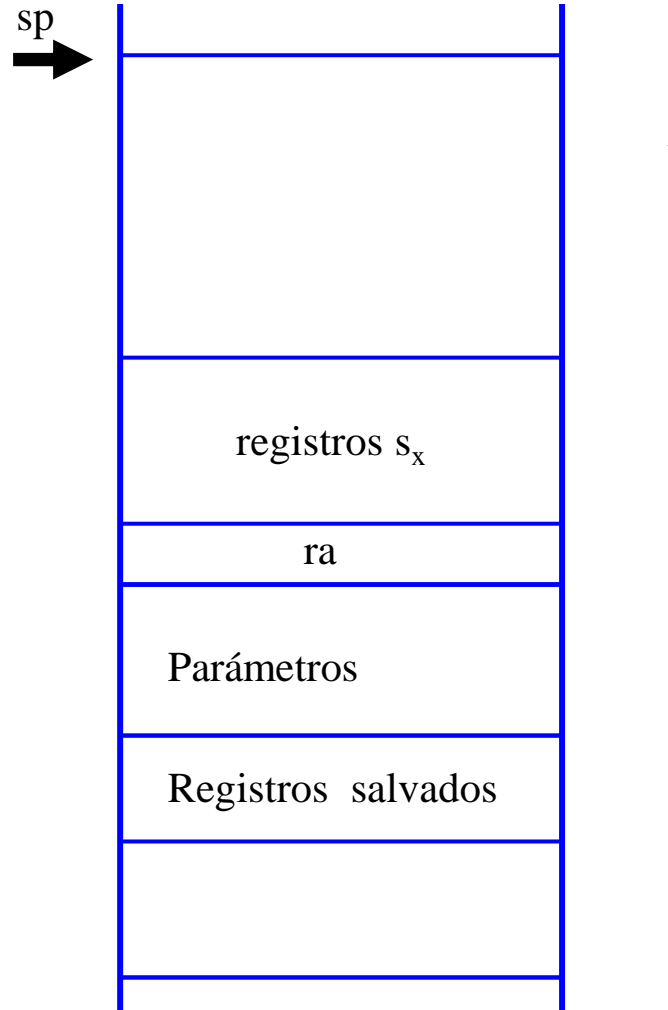 sp
registros sₓ
ra
Parámetros
Registros salvados